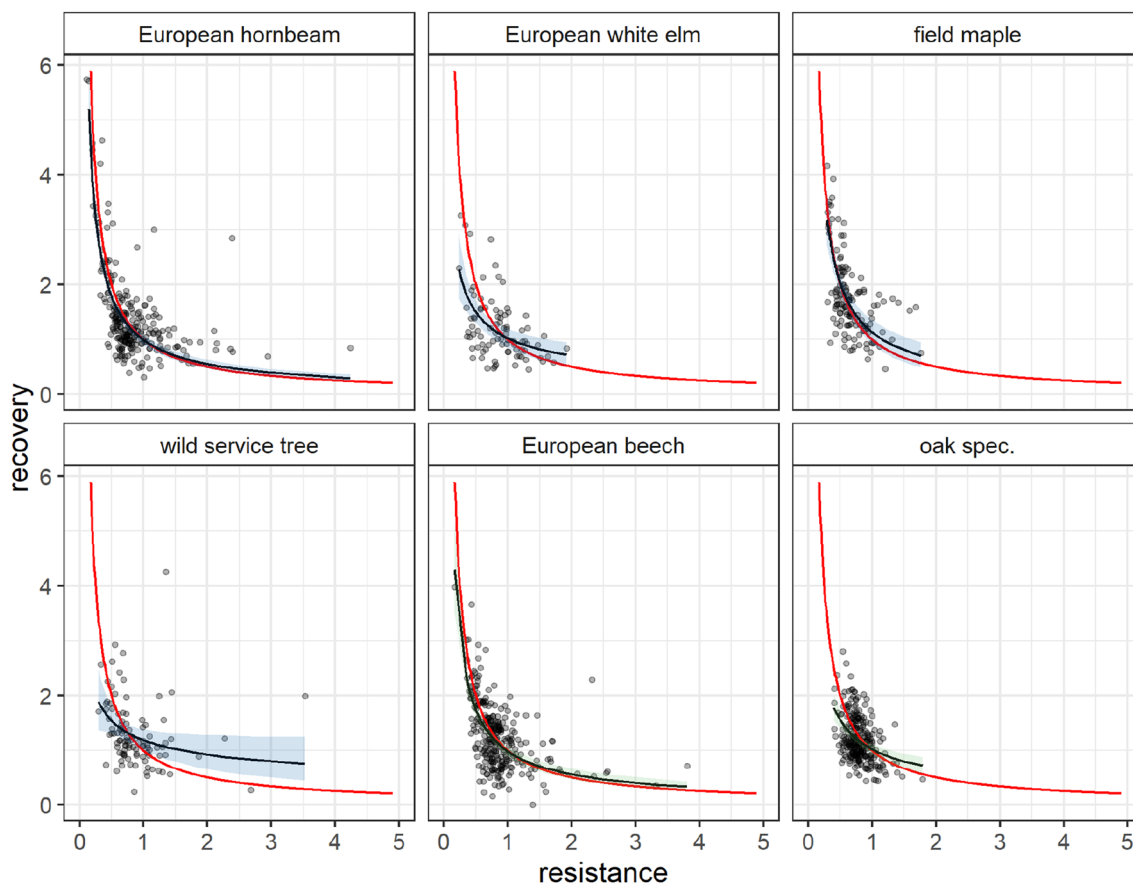 European hornbeam European white elm field maple
6
4
2
0
recovery
wild service tree European beech oak spec.
6
4
2
0
0 1 2 3 4 5 0 1 2 3 4 5 0 1 2 3 4 5
resistance